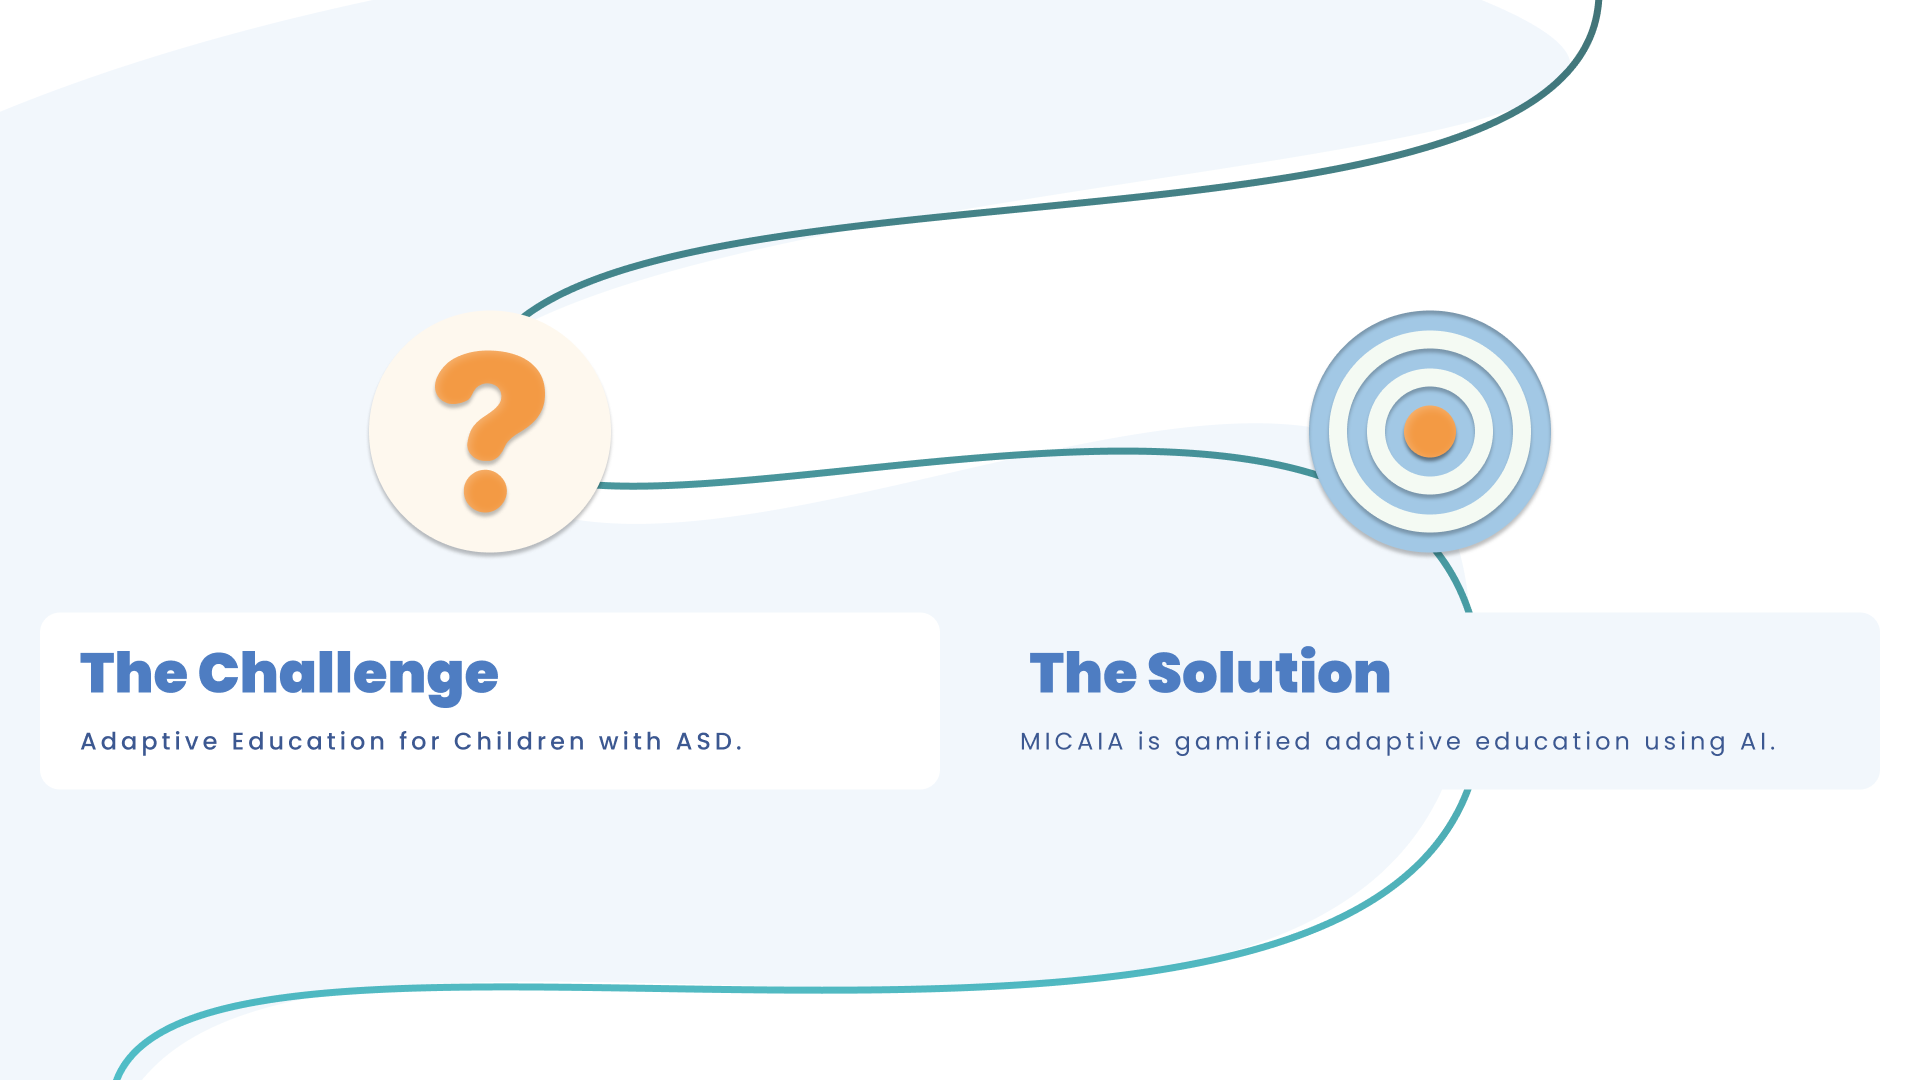 The Challenge
Adaptive Education for Children with ASD.
The Solution
MICAIA is gamified adaptive education using AI.